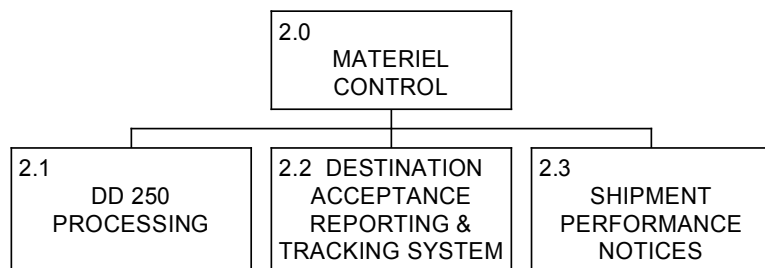 2.0
MATERIEL
CONTROL
2.1
DD 250
PROCESSING
2.2 DESTINATION
ACCEPTANCE
REPORTING &
TRACKING SYSTEM
2.3
SHIPMENT
PERFORMANCE
NOTICES